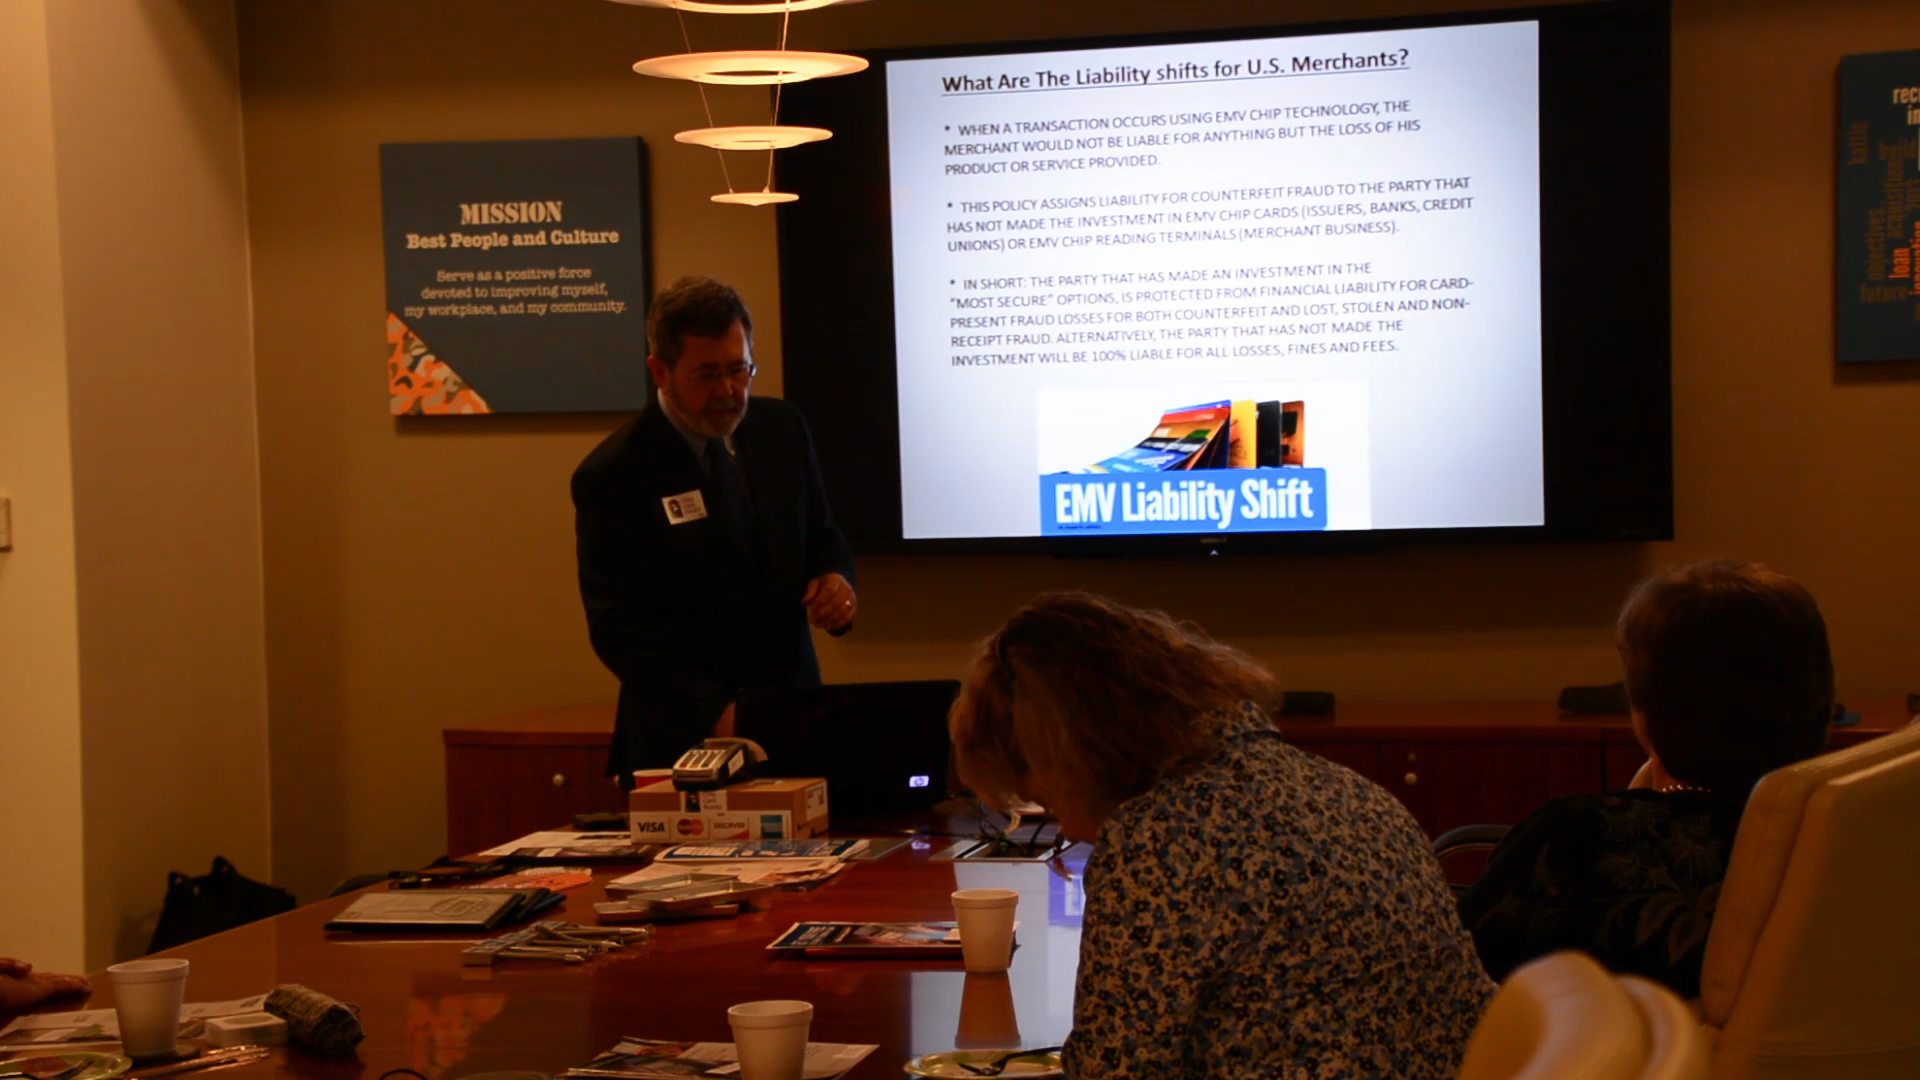 What Are The Liability shifts for U.S. Merchants?
* WHEN A TRANSACTION OCCURS USING EMV CHIP TECHNOLOGY, THE
MERCHANT WOULD NOT BE LIABLE FOR ANYTHING BUT THE LOSS OF HIS
PRODUCT OR SERVICE PROVIDED.
* THIS POLICY ASSIGNS LIABILITY FOR COUNTERFEIT FRAUD TO THE PARTY THAT
HAS NOT MADE THE INVESTMENT IN EMV CHIP CARDS (ISSUERS, BANKS, CREDIT
UNIONS) OR EMV CHIP READING TERMINALS (MERCHANT BUSINESS).
* IN SHORT: THE PARTY THAT HAS MADE AN INVESTMENT IN THE
"MOST SECURE" OPTIONS, IS PROTECTED FROM FINANCIAL LIABILITY FOR CARD-
PRESENT FRAUD LOSSES FOR BOTH COUNTERFEIT AND LOST, STOLEN AND NON-
RECEIPT FRAUD. ALTERNATIVELY, THE PARTY THAT HAS NOT MADE THE
INVESTMENT WILL BE 100% LIABLE FOR ALL LOSSES, FINES AND FEES.
EMV Liability Shift
MISSION
Best People and Culture
Serve as a positive force
devoted to improving myself,
my workplace, and my community.
battle
objectives
acquisition
loan
future
hp
VISA
DISCOVER